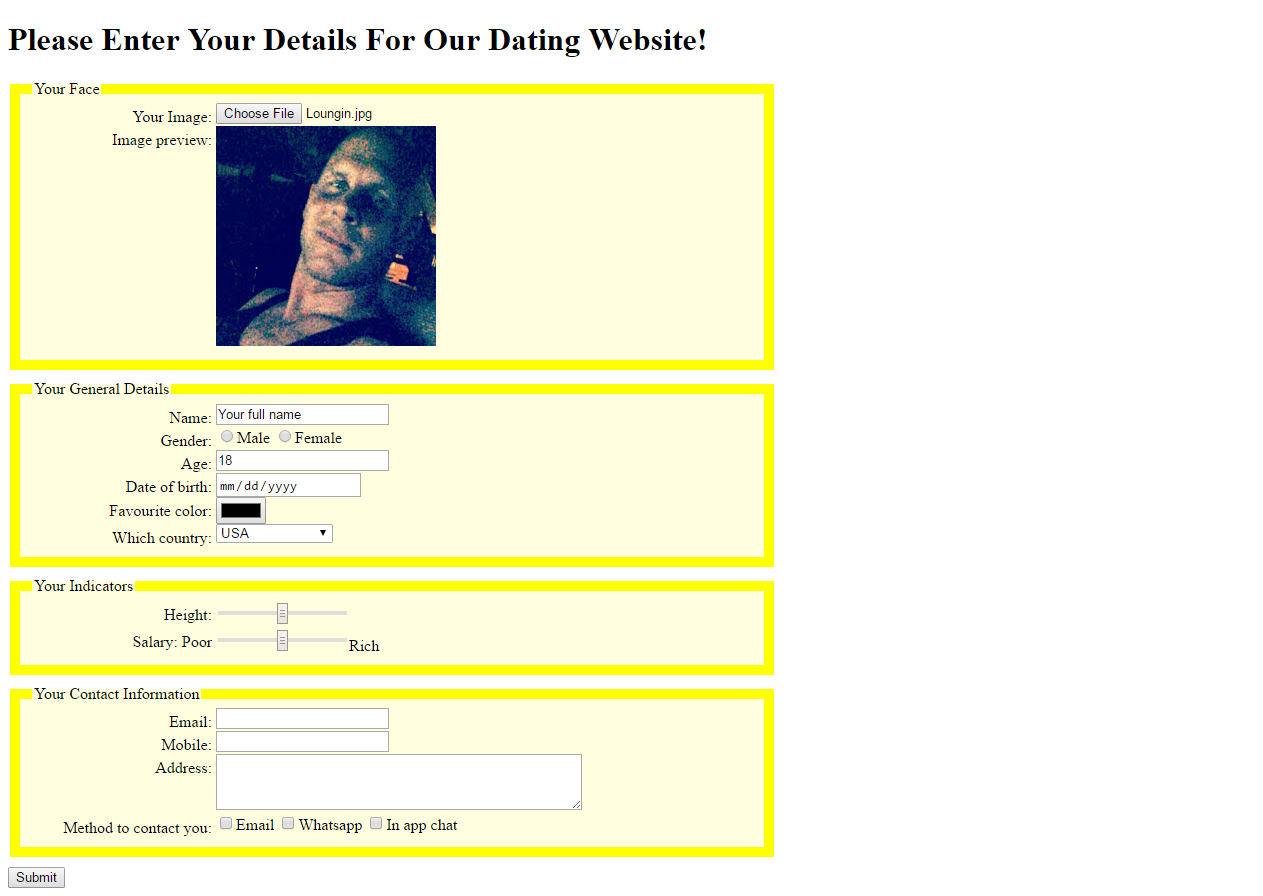 Please Enter Your Details For Our Dating Website!
Your Face
Your Image: Choose File Loungin.jpg
Image preview:
Your General Details
Name: Your full name
Gender: Male Female
Age: 18
Date of birth: mm/dd/yyyy
Favourite color:
Which country: USA
Your Indicators
Height:
Salary: Poor Rich
Your Contact Information
Email:
Mobile:
Address:
Method to contact you: Email Whatsapp In app chat
Submit